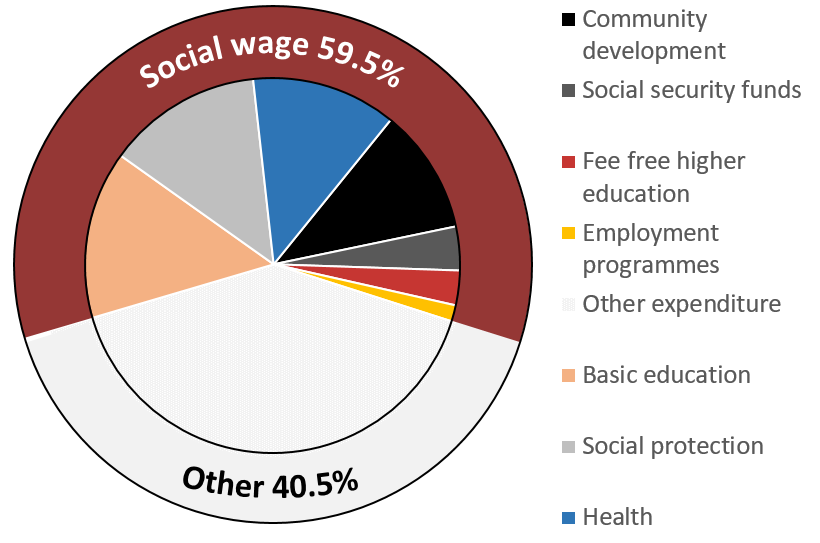 Social wage 59.5%
Other 40.5%
Community
development
Social security funds
Fee free higher
education
Employment
programmes
Other expenditure
Basic education
Social protection
Health